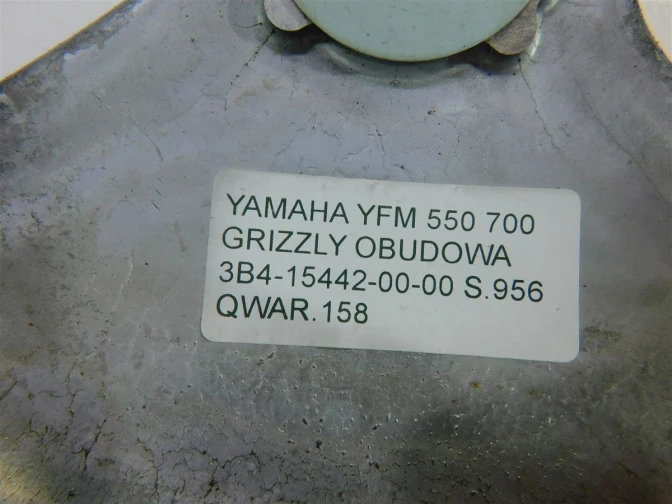 YAMAHA YFM 550 700
GRIZZLY OBUDOWA
3B4-15442-00-00 S.956
QWAR.158